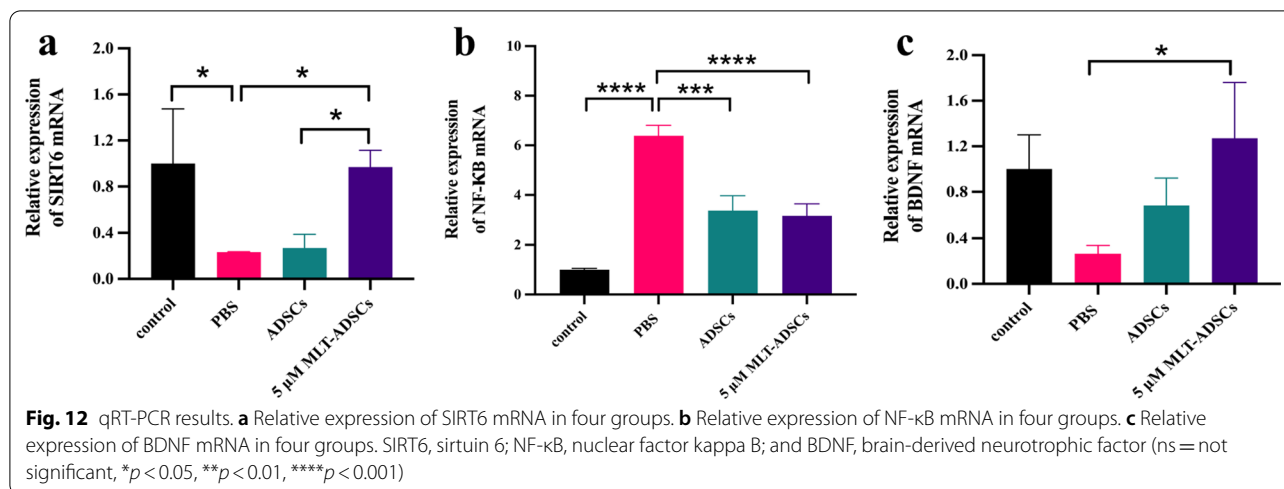 a
Relative expression
of SIRT6 mRNA
2.0
1.6
1.2
0.8
0.4
0.0
*
*
*
control
PBS
ADSCs
5 μM MLT-ADSCs
b
Relative expression
of NF-KB mRNA
10
8
6
4
2
0
****
****
***
control
PBS
ADSCs
5 μM MLT-ADSCs
c
Relative expression
of BDNF mRNA
2.0
1.6
1.2
0.8
0.4
0.0
*
control
PBS
ADSCs
5 μM MLT-ADSCs
Fig. 12 qRT-PCR results. a Relative expression of SIRT6 mRNA in four groups. b Relative expression of NF-κB mRNA in four groups. c Relative
expression of BDNF mRNA in four groups. SIRT6, sirtuin 6; NF-κB, nuclear factor kappa B; and BDNF, brain-derived neurotrophic factor (ns = not
significant, *p < 0.05, **p < 0.01, ****p < 0.001)